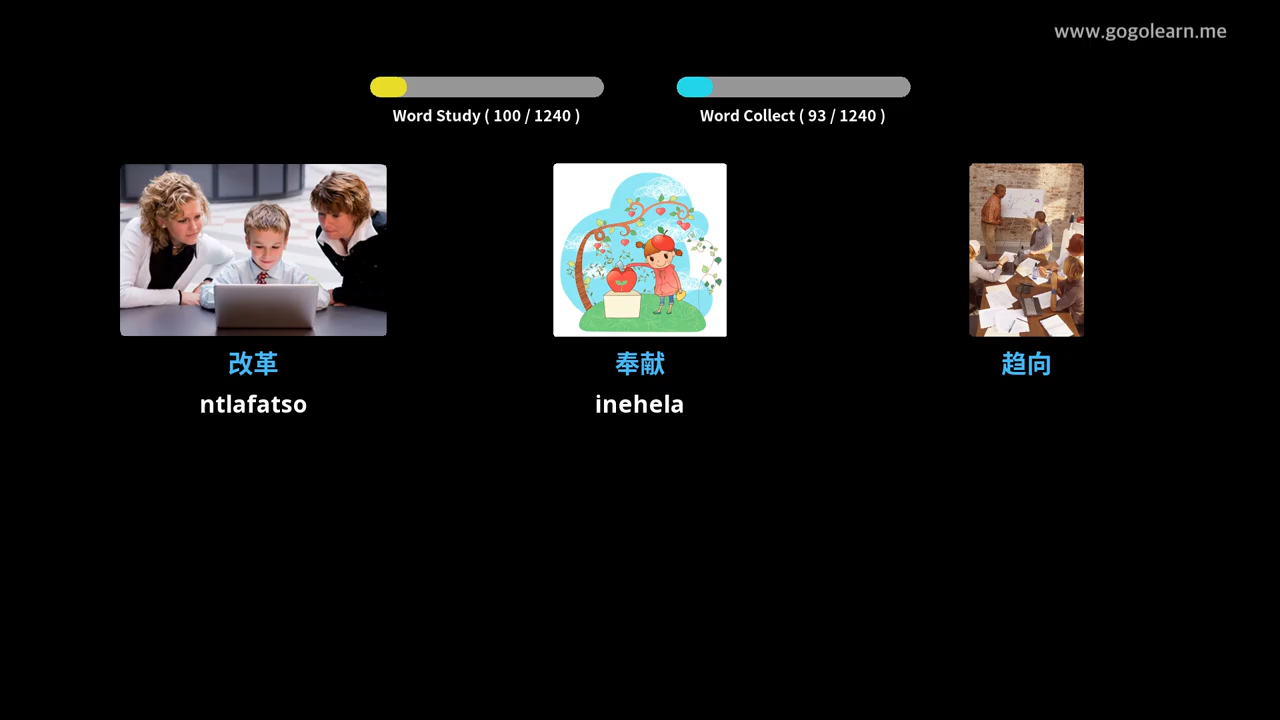 www.gogolearn.me
Word Study ( 100 / 1240 )
Word Collect ( 93 / 1240 )
改革
奉献
趋向
ntlafatso
inehela